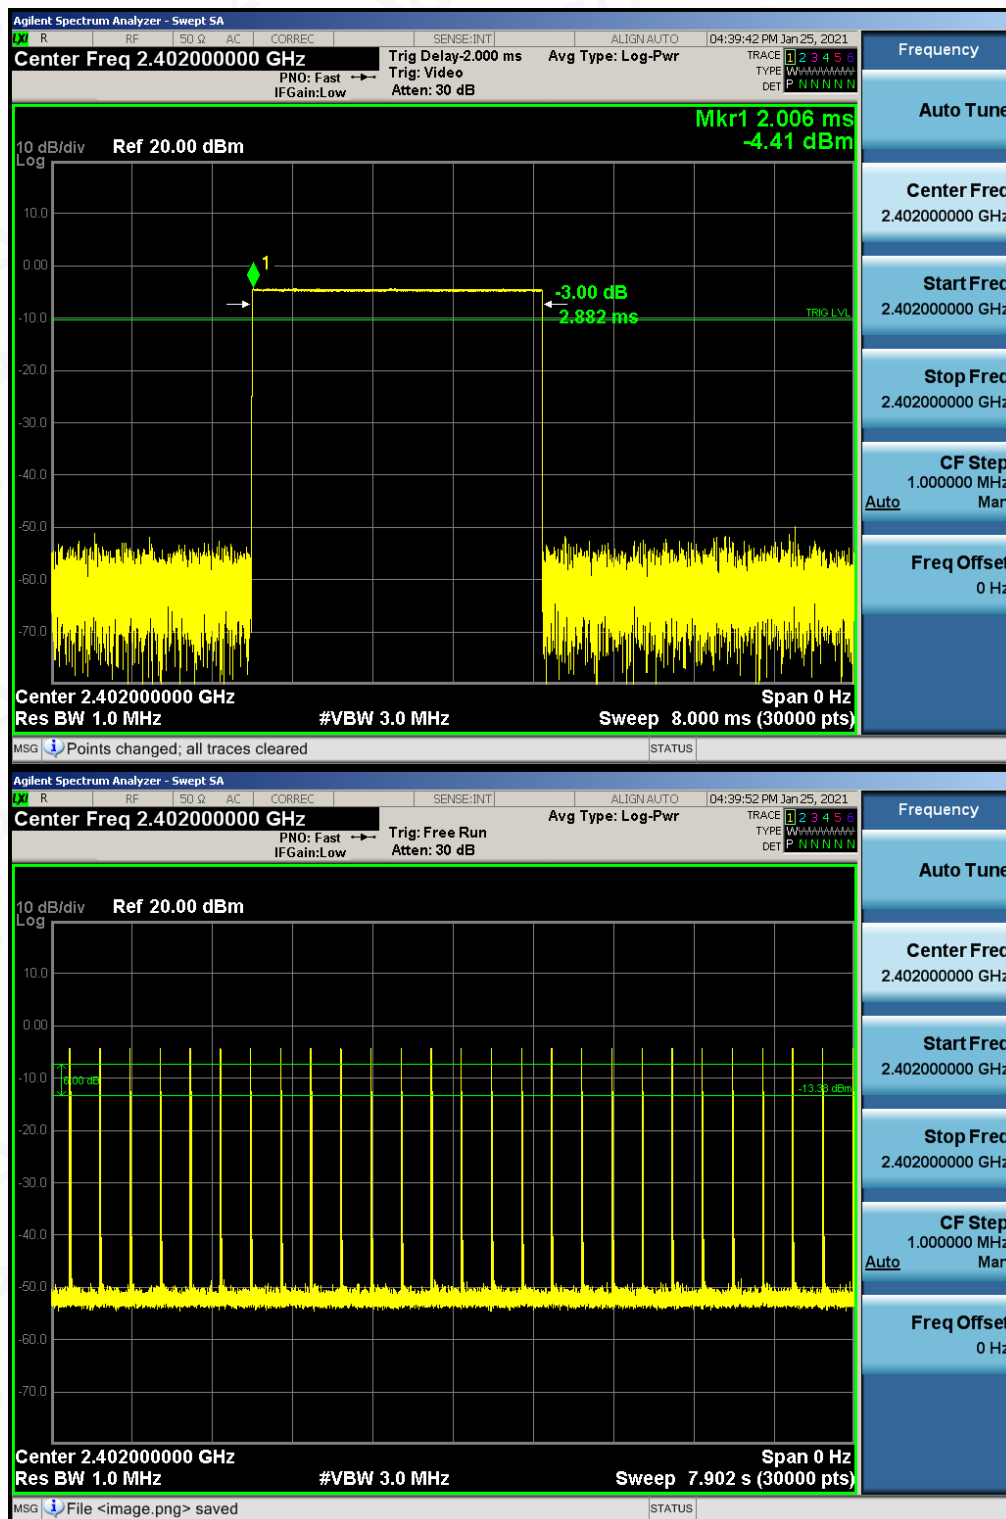 Agilent Spectrum Analyzer - Swept SA
LXI R RF 50 Ω AC CORREC SENSE:INT ALIGN AUTO 04:39:42 PM Jan 25, 2021
Center Freq 2.402000000 GHz
PNO: Fast
IFGain:Low
Trig Delay-2.000 ms
Trig: Video
Atten: 30 dB
Avg Type: Log-Pwr
TRACE 1 2 3 4 5 6
TYPE
DET P N N N N N
Mkr1 2.006 ms
-4.41 dBm
10 dB/div Ref 20.00 dBm
Log
10.0
0.00
-10.0
-20.0
-30.0
-40.0
-50.0
-60.0
-70.0
1
-3.00 dB
2.882 ms
TRIG LVL
Center 2.402000000 GHz Span 0 Hz
Res BW 1.0 MHz #VBW 3.0 MHz Sweep 8.000 ms (30000 pts)
MSG Points changed; all traces cleared STATUS
Frequency
Auto Tune
Center Freq
2.402000000 GHz
Start Freq
2.402000000 GHz
Stop Freq
2.402000000 GHz
CF Step
1.000000 MHz
Auto Man
Freq Offset
0 Hz
Agilent Spectrum Analyzer - Swept SA
LXI R RF 50 Ω AC CORREC SENSE:INT ALIGN AUTO 04:39:52 PM Jan 25, 2021
Center Freq 2.402000000 GHz
PNO: Fast
IFGain:Low
Trig: Free Run
Atten: 30 dB
Avg Type: Log-Pwr
TRACE 1 2 3 4 5 6
TYPE
DET P N N N N N
10 dB/div Ref 20.00 dBm
Log
10.0
0.00
-10.0
-20.0
-30.0
-40.0
-50.0
-60.0
-70.0
6.00 dB
-13.38 dBm
Center 2.402000000 GHz Span 0 Hz
Res BW 1.0 MHz #VBW 3.0 MHz Sweep 7.902 s (30000 pts)
MSG File <image.png> saved STATUS
Frequency
Auto Tune
Center Freq
2.402000000 GHz
Start Freq
2.402000000 GHz
Stop Freq
2.402000000 GHz
CF Step
1.000000 MHz
Auto Man
Freq Offset
0 Hz